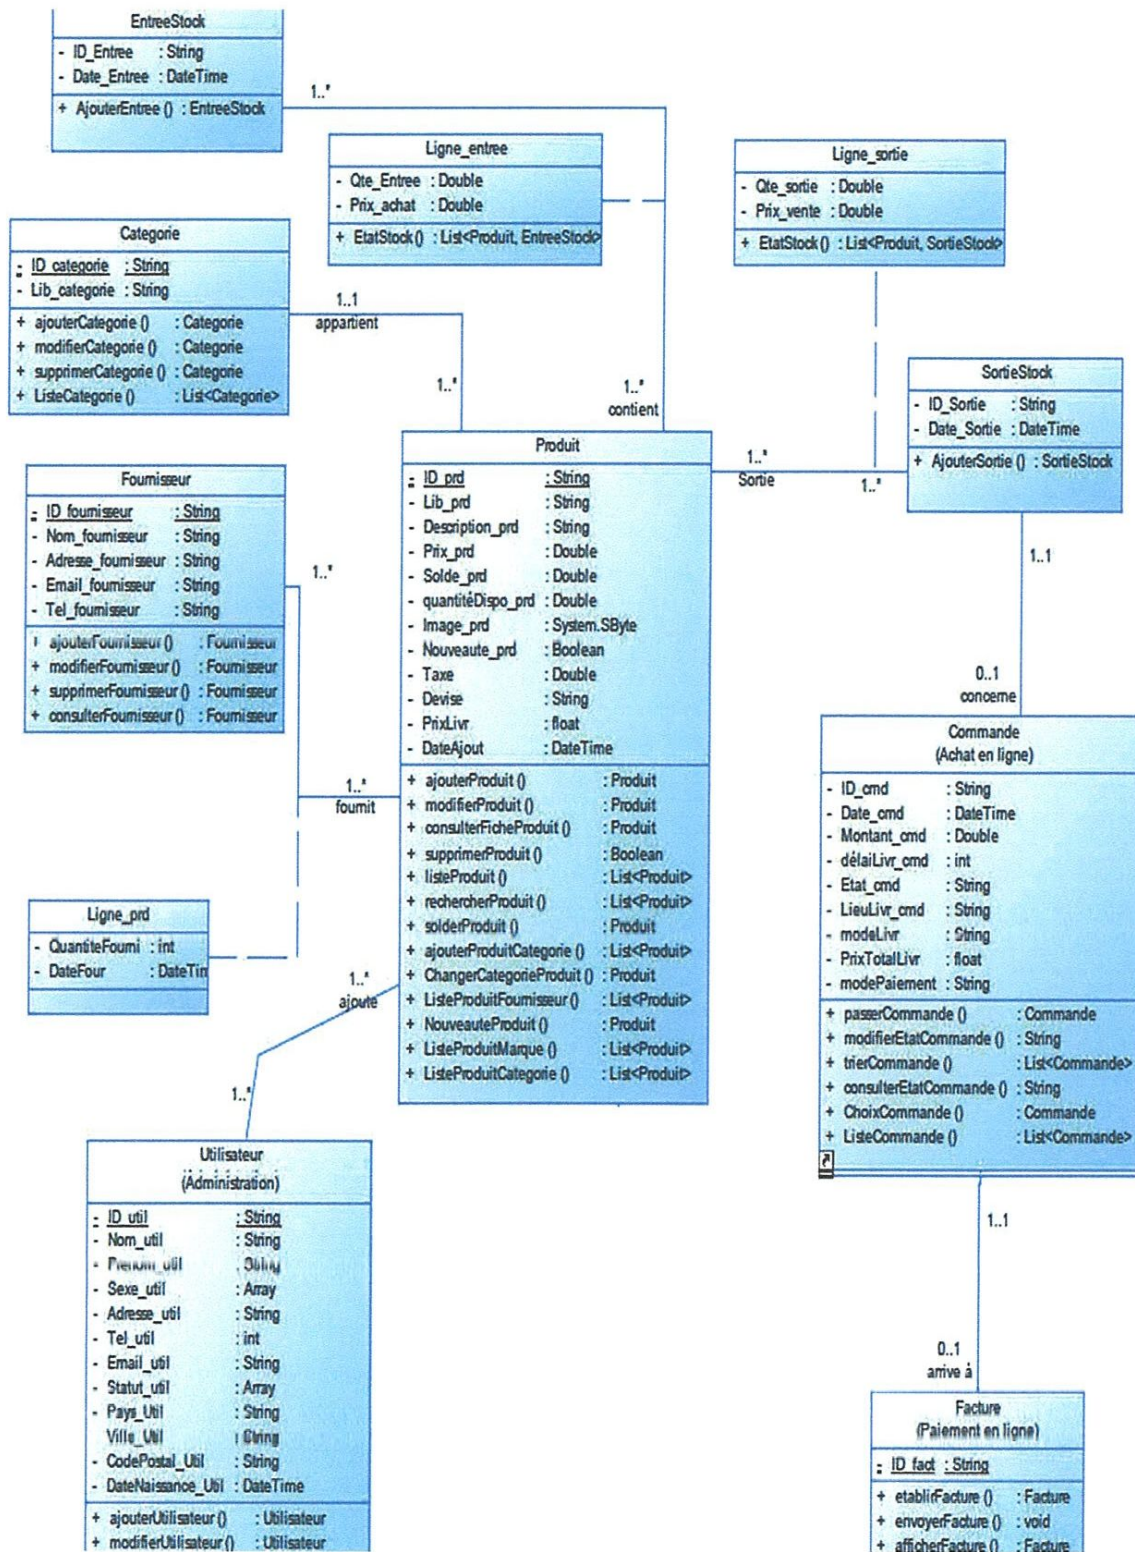 EntreeStock
- ID_Entree : String
- Date_Entree : DateTime
+ AjouterEntree () : EntreeStock
1..*
Ligne_entree
- Qte_Entree : Double
- Prix_achat : Double
+ EtatStock () : List<Produit, EntreeStock>
Ligne_sortie
- Qte_sortie : Double
- Prix_vente : Double
+ EtatStock () : List<Produit, SortieStock>
Categorie
- ID_categorie : String
- Lib_categorie : String
+ ajouterCategorie () : Categorie
+ modifierCategorie () : Categorie
+ supprimerCategorie () : Categorie
+ ListeCategorie () : List<Categorie>
1..1
appartient
1..*
1..*
contient
SortieStock
- ID_Sortie : String
- Date_Sortie : DateTime
+ AjouterSortie () : SortieStock
1..*
Sortie
1..*
1..1
0..1
concerne
Fournisseur
- ID_fournisseur : String
- Nom_fournisseur : String
- Adresse_fournisseur : String
- Email_fournisseur : String
- Tel_fournisseur : String
+ ajouterFournisseur () : Fournisseur
+ modifierFournisseur () : Fournisseur
+ supprimerFournisseur () : Fournisseur
+ consulterFournisseur () : Fournisseur
1..*
1..*
fournit
Produit
- ID_prd : String
- Lib_prd : String
- Description_prd : String
- Prix_prd : Double
- Solde_prd : Double
- quantitéDispo_prd : Double
- Image_prd : System.SByte
- Nouveaute_prd : Boolean
- Taxe : Double
- Devise : String
- PrixLivr : float
- DateAjout : DateTime
+ ajouterProduit () : Produit
+ modifierProduit () : Produit
+ consulterFicheProduit () : Produit
+ supprimerProduit () : Boolean
+ listeProduit () : List<Produit>
+ rechercherProduit () : List<Produit>
+ solderProduit () : Produit
+ ajouterProduitCategorie () : List<Produit>
+ ChangerCategorieProduit () : Produit
+ ListeProduitFournisseur () : List<Produit>
+ NouveauteProduit () : Produit
+ ListeProduitMarque () : List<Produit>
+ ListeProduitCategorie () : List<Produit>
Commande
(Achat en ligne)
- ID_cmd : String
- Date_cmd : DateTime
- Montant_cmd : Double
- délaiLivr_cmd : int
- Etat_cmd : String
- LieuLivr_cmd : String
- modeLivr : String
- PrixTotalLivr : float
- modePaiement : String
+ passerCommande () : Commande
+ modifierEtatCommande () : String
+ trierCommande () : List<Commande>
+ consulterEtatCommande () : String
+ ChoixCommande () : Commande
+ ListeCommande () : List<Commande>
Ligne_prd
- QuantiteFourni : int
- DateFour : DateTin
1..*
ajoute
1..*
Utilisateur
(Administration)
- ID_util : String
- Nom_util : String
- Prenom_util : String
- Sexe_util : Array
- Adresse_util : String
- Tel_util : int
- Email_util : String
- Statut_util : Array
- Pays_Util : String
Ville_Util : String
- CodePostal_Util : String
- DateNaissance_Util : DateTime
+ ajouterUtilisateur () : Utilisateur
+ modifierUtilisateur () : Utilisateur
1..1
0..1
arrive à
Facture
(Paiement en ligne)
- ID_fact : String
+ etablirFacture () : Facture
+ envoyerFacture () : void
+ afficherFacture () : Facture